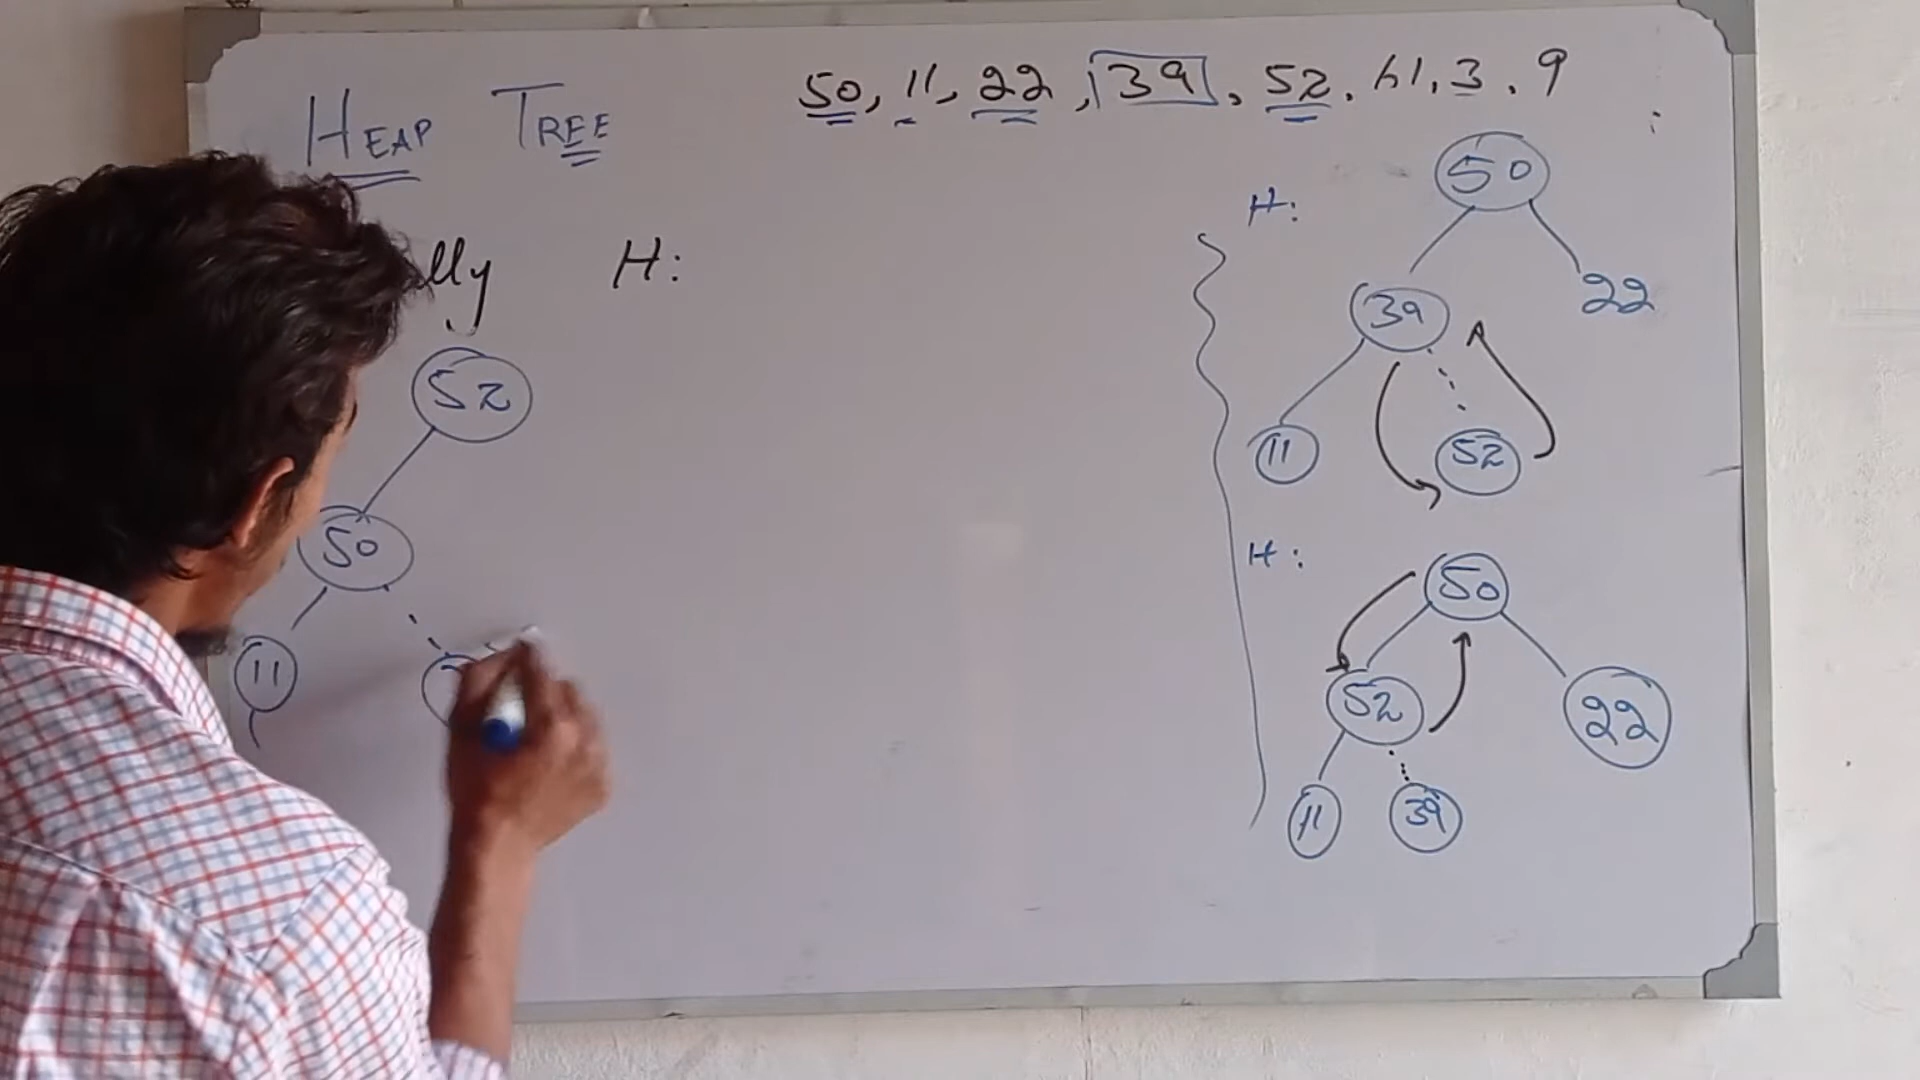 HEAP TREE
50, 11, 22, 39, 52, 61, 3, 9
lly H:
52
50
11
H:
50
39
22
11
52
H:
50
52
22
11
39